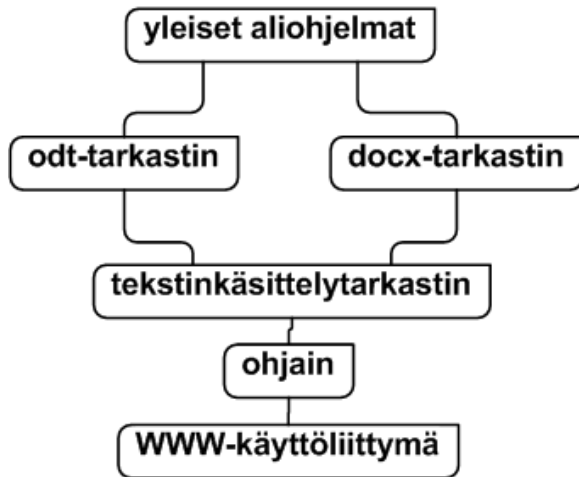 yleiset aliohjelmat
odt-tarkastin
docx-tarkastin
tekstinkäsittelytarkastin
ohjain
WWW-käyttöliittymä